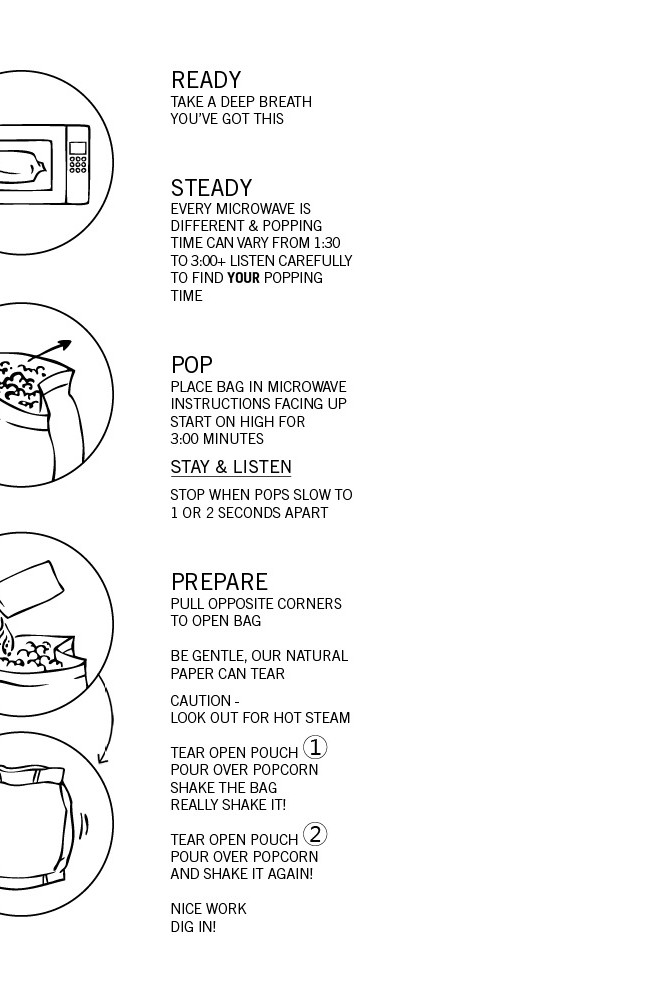 READY
TAKE A DEEP BREATH
YOU'VE GOT THIS
STEADY
EVERY MICROWAVE IS
DIFFERENT & POPPING
TIME CAN VARY FROM 1:30
TO 3:00+ LISTEN CAREFULLY
TO FIND YOUR POPPING
TIME
POP
PLACE BAG IN MICROWAVE
INSTRUCTIONS FACING UP
START ON HIGH FOR
3:00 MINUTES
STAY & LISTEN
STOP WHEN POPS SLOW TO
1 OR 2 SECONDS APART
PREPARE
PULL OPPOSITE CORNERS
TO OPEN BAG
BE GENTLE, OUR NATURAL
PAPER CAN TEAR
CAUTION -
LOOK OUT FOR HOT STEAM
TEAR OPEN POUCH ①
POUR OVER POPCORN
SHAKE THE BAG
REALLY SHAKE IT!
TEAR OPEN POUCH ②
POUR OVER POPCORN
AND SHAKE IT AGAIN!
NICE WORK
DIG IN!